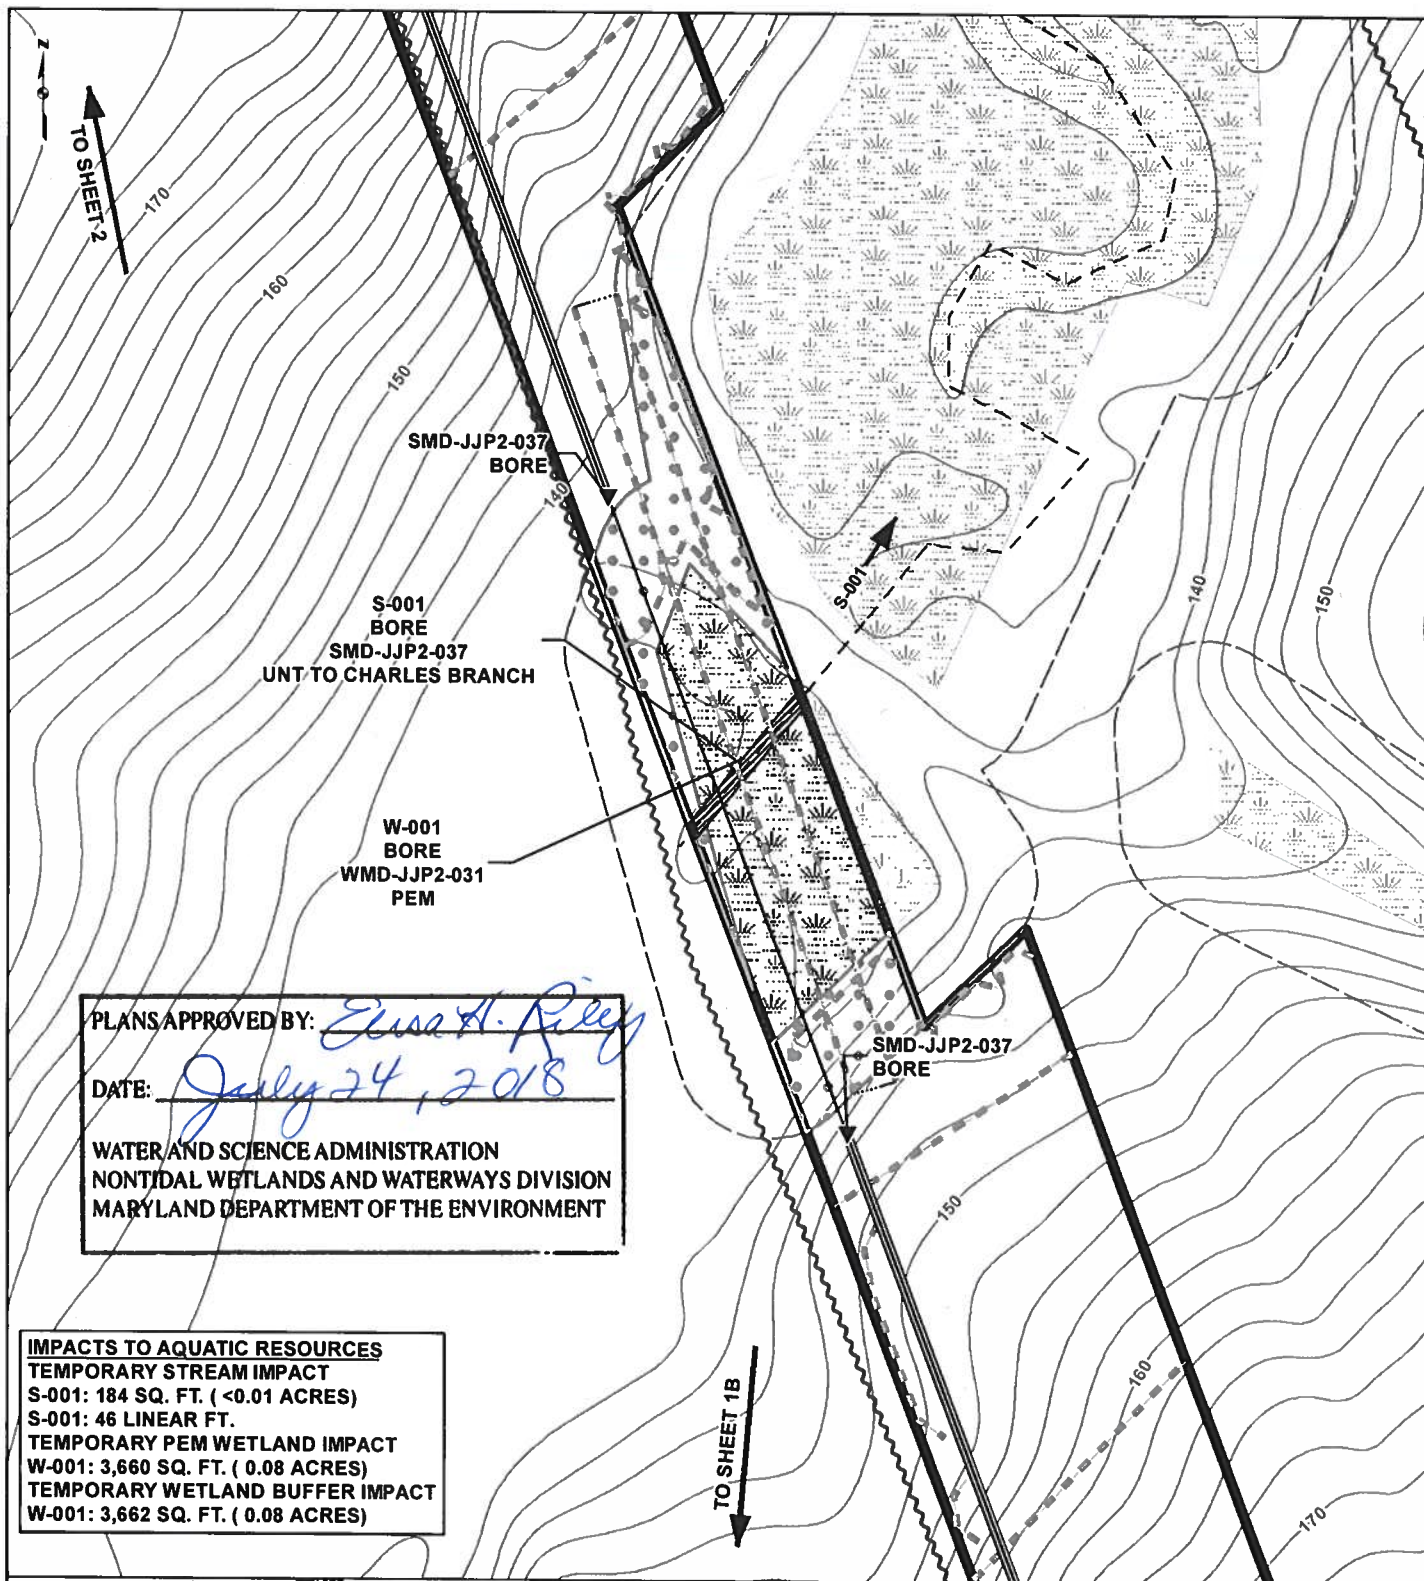 Z
TO SHEET 2
170
160
150
SMD-JJP2-037
BORE
140
S-001
S-001
BORE
SMD-JJP2-037
UNT TO CHARLES BRANCH
140
150
W-001
BORE
WMD-JJP2-031
PEM
PLANS APPROVED BY: Elisa H. Riley
DATE: July 24, 2018
WATER AND SCIENCE ADMINISTRATION
NONTIDAL WETLANDS AND WATERWAYS DIVISION
MARYLAND DEPARTMENT OF THE ENVIRONMENT
SMD-JJP2-037
BORE
150
160
170
TO SHEET 1B
IMPACTS TO AQUATIC RESOURCES
TEMPORARY STREAM IMPACT
S-001: 184 SQ. FT. ( <0.01 ACRES)
S-001: 46 LINEAR FT.
TEMPORARY PEM WETLAND IMPACT
W-001: 3,660 SQ. FT. ( 0.08 ACRES)
TEMPORARY WETLAND BUFFER IMPACT
W-001: 3,662 SQ. FT. ( 0.08 ACRES)